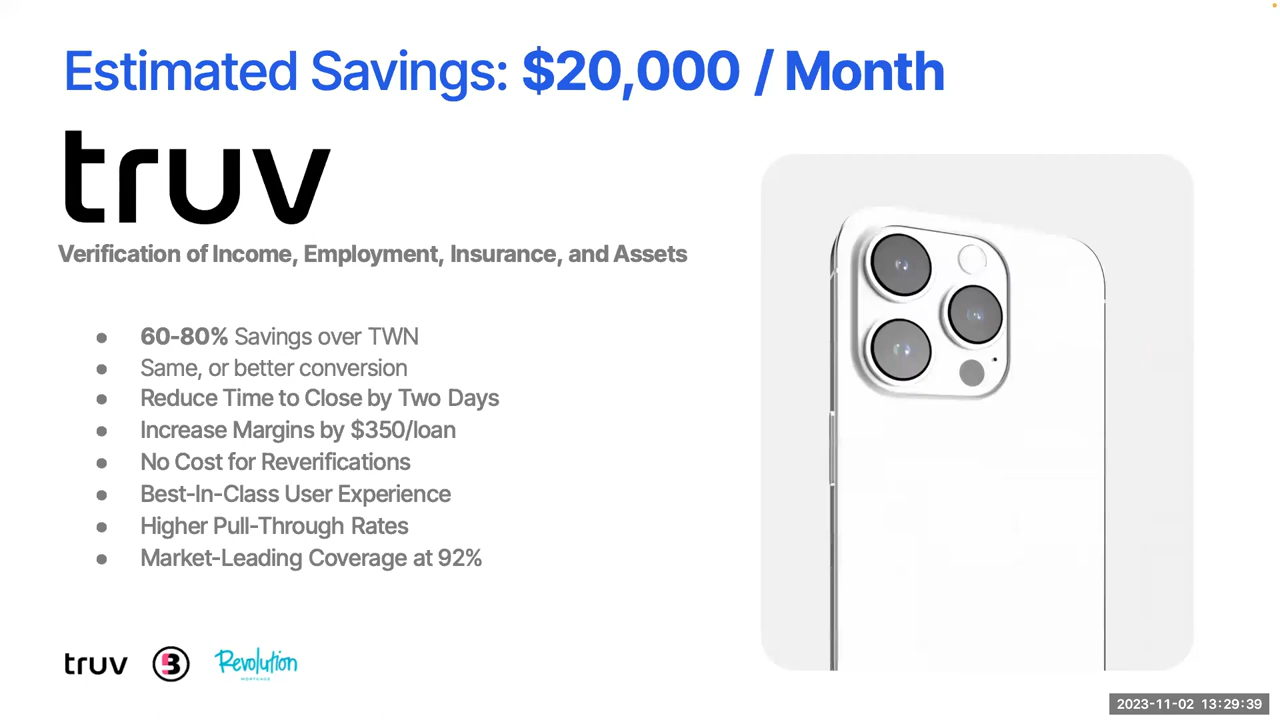 Estimated Savings: $20,000 / Month
truv
Verification of Income, Employment, Insurance, and Assets
● 60-80% Savings over TWN
● Same, or better conversion
● Reduce Time to Close by Two Days
● Increase Margins by $350/loan
● No Cost for Reverifications
● Best-In-Class User Experience
● Higher Pull-Through Rates
● Market-Leading Coverage at 92%
truv B Revolution
MORTGAGE
2023-11-02 13:29:39